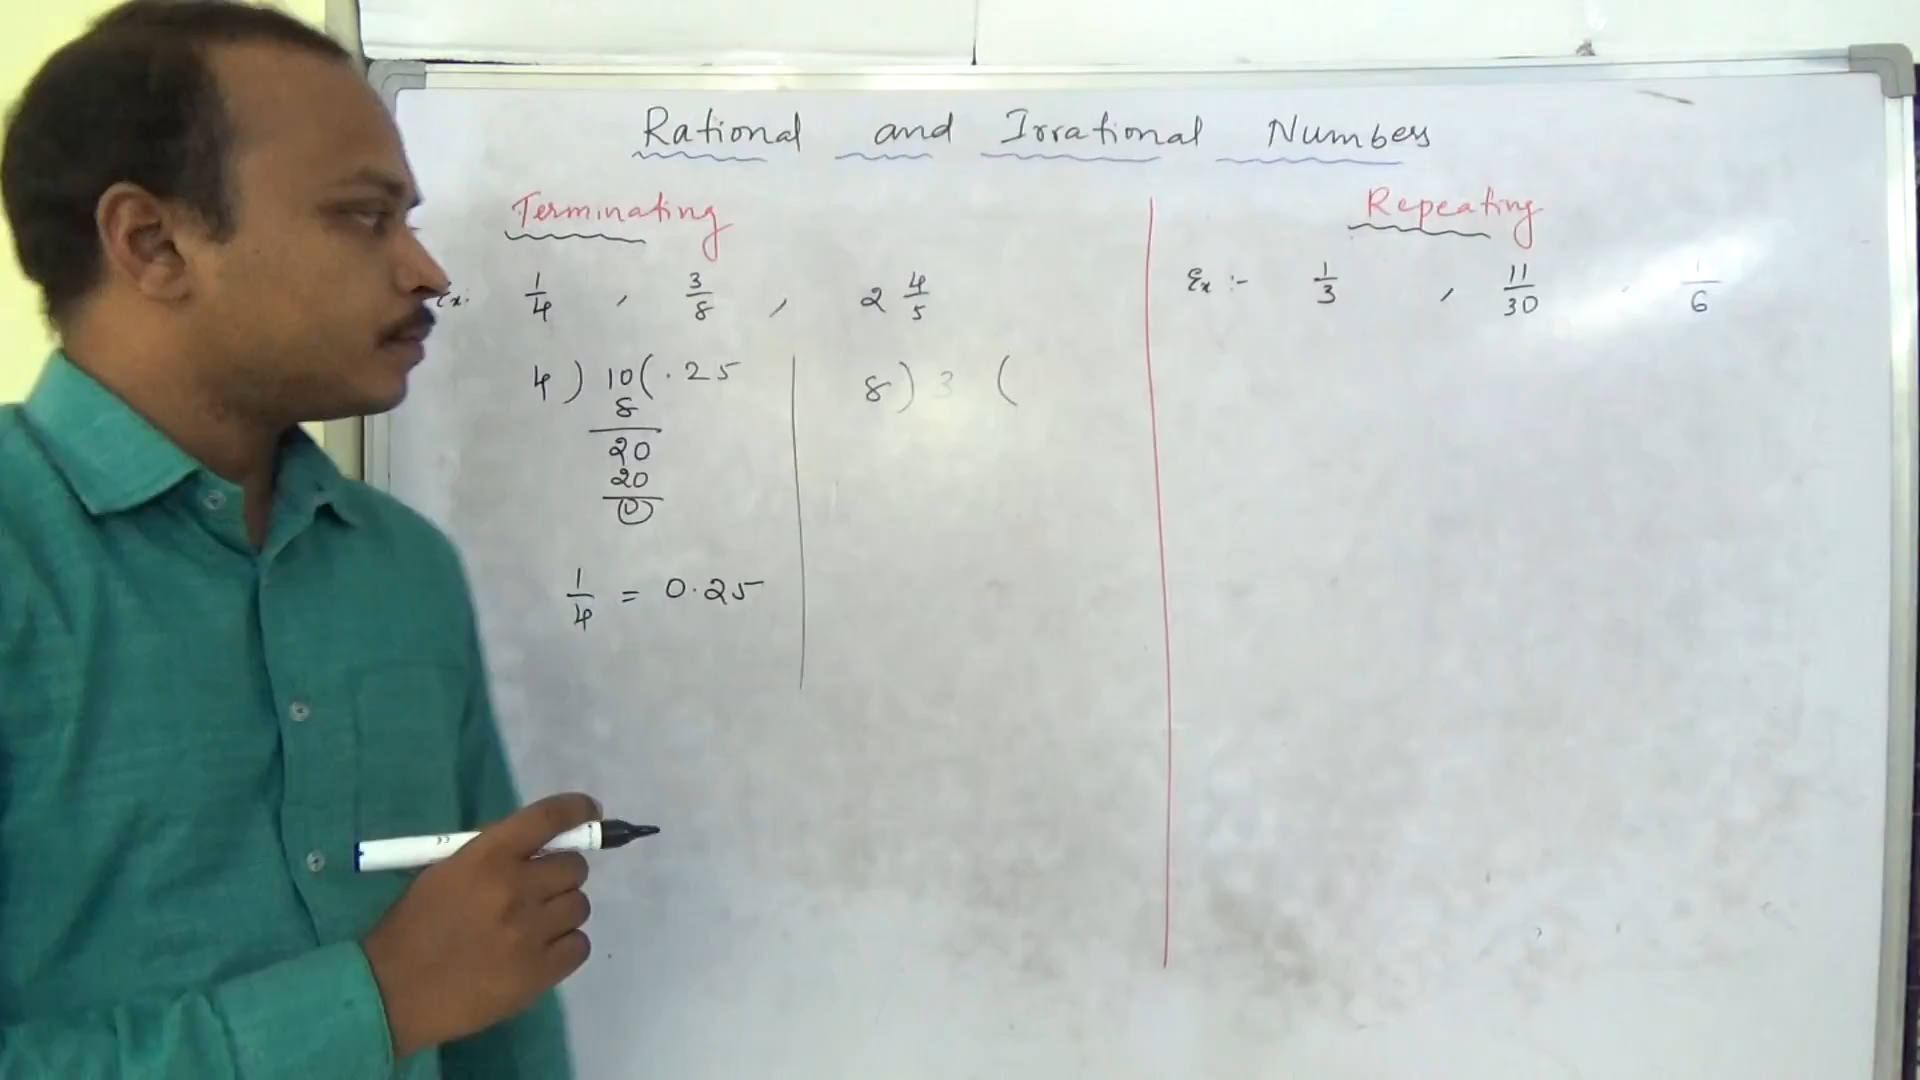 Rational and Irrational Numbers
Terminating
Ex: 1/4 , 3/8 , 2 4/5
4 ) 10 ( .25
8
20
20
0
1/4 = 0.25
8 ) 3 (
Repeating
Ex :- 1/3 , 11/30 , 1/6